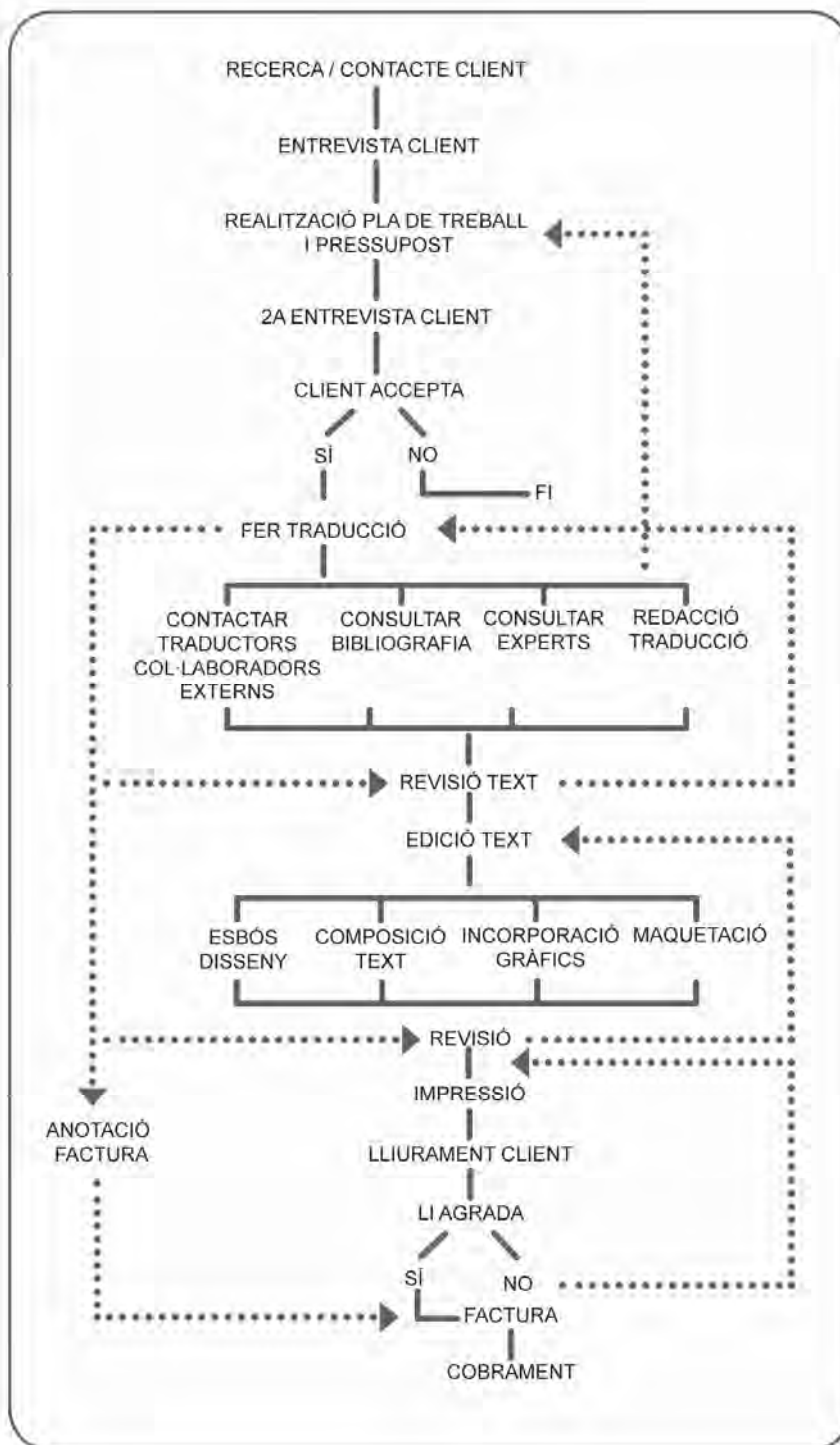 RECERCA / CONTACTE CLIENT
ENTREVISTA CLIENT
REALITZACIÓ PLA DE TREBALL
I PRESSUPOST
2A ENTREVISTA CLIENT
CLIENT ACCEPTA
SÍ
NO
FI
FER TRADUCCIÓ
CONTACTAR
TRADUCTORS
COL·LABORADORS
EXTERNS
CONSULTAR
BIBLIOGRAFIA
CONSULTAR
EXPERTS
REDACCIÓ
TRADUCCIÓ
REVISIÓ TEXT
EDICIÓ TEXT
ESBÓS
DISSENY
COMPOSICIÓ
TEXT
INCORPORACIÓ
GRÀFICS
MAQUETACIÓ
REVISIÓ
IMPRESSIÓ
ANOTACIÓ
FACTURA
LLIURAMENT CLIENT
LI AGRADA
SÍ
NO
FACTURA
COBRAMENT